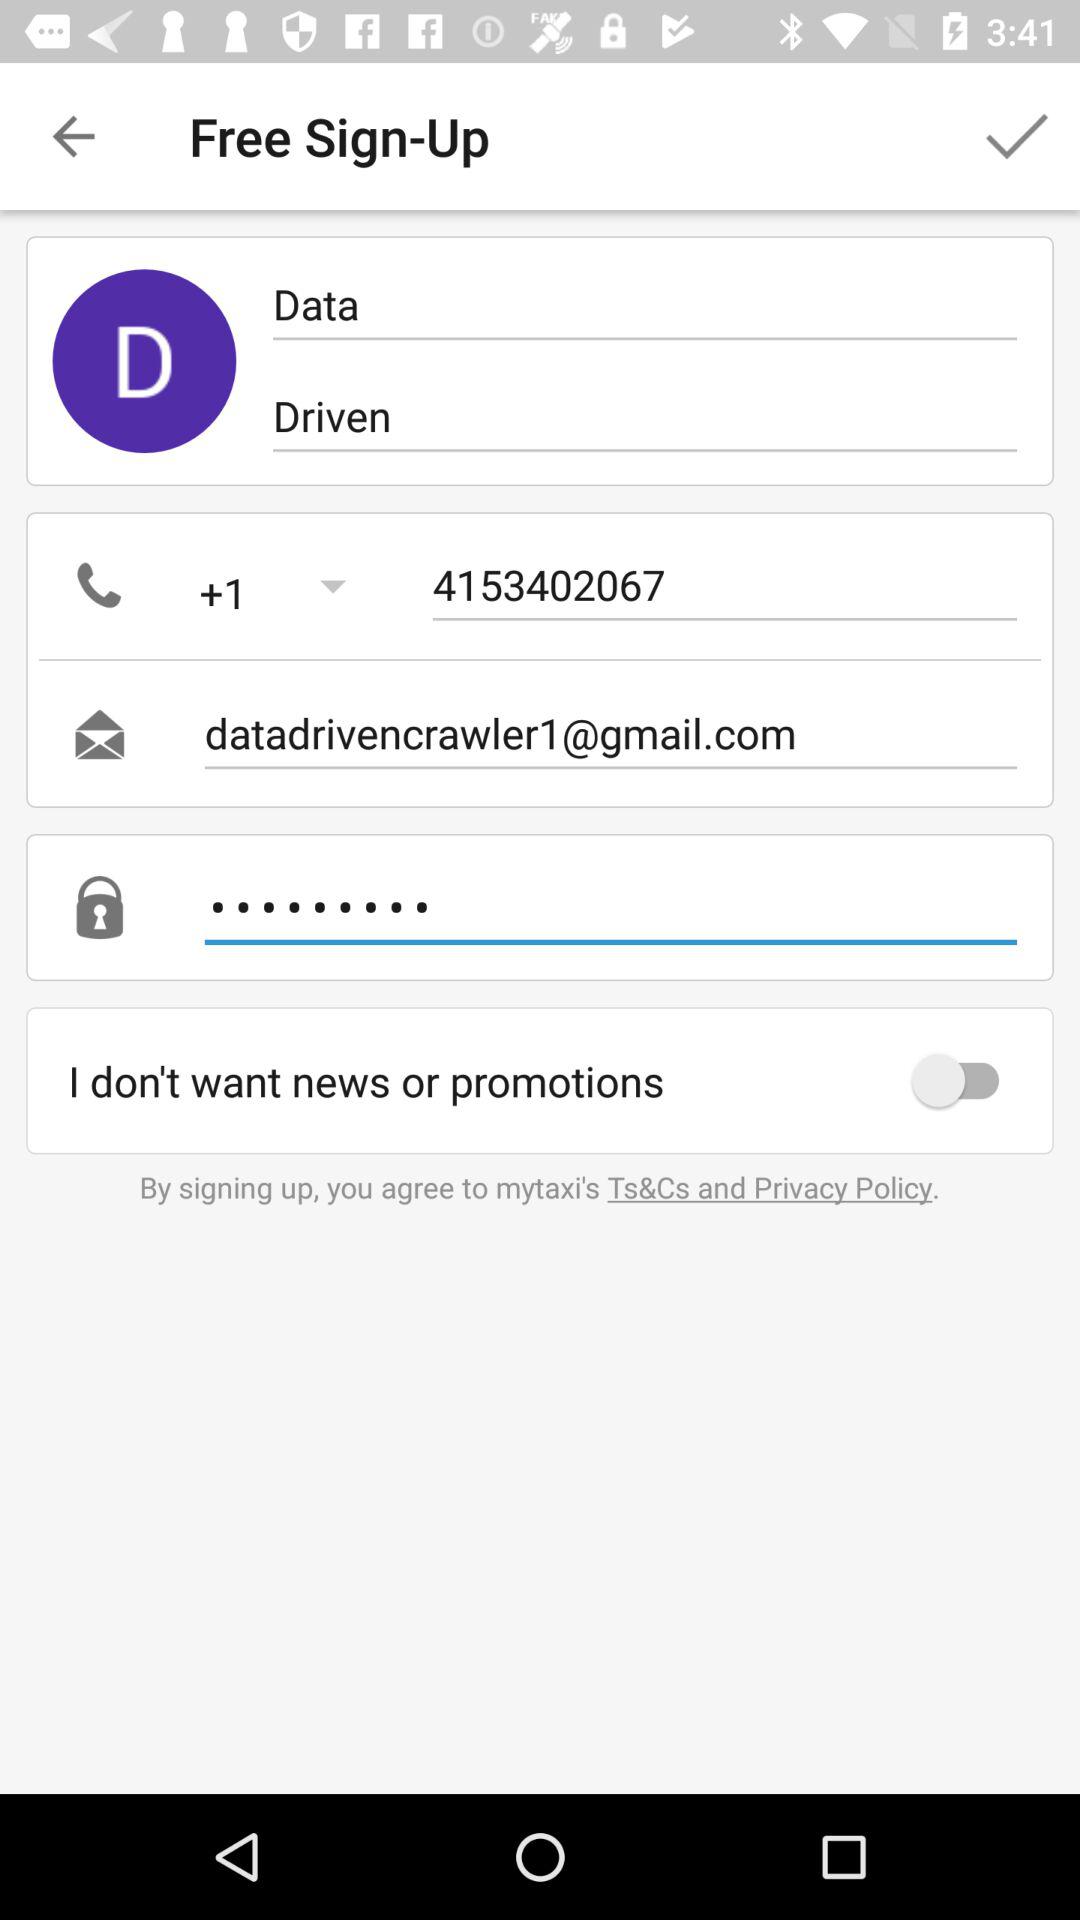 FAKE
3:41
Free Sign-Up
D
Data
Driven
+1
4153402067
datadrivencrawler1@gmail.com
•••••••••
I don't want news or promotions
By signing up, you agree to mytaxi's Ts&Cs and Privacy Policy.